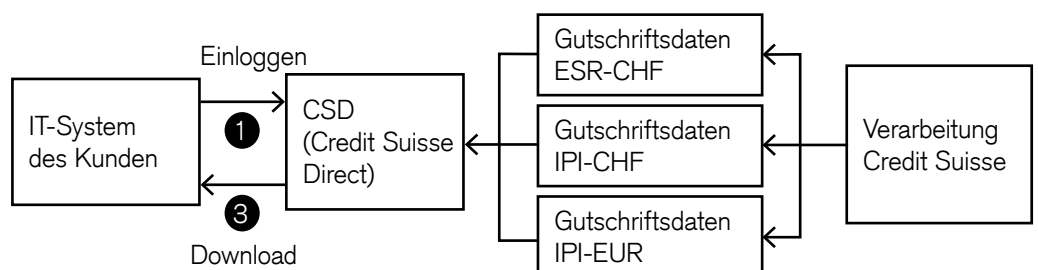 Einloggen
1
IT-System
des Kunden
3
Download
CSD
(Credit Suisse
Direct)
Gutschriftsdaten
ESR-CHF
Gutschriftsdaten
IPI-CHF
Gutschriftsdaten
IPI-EUR
Verarbeitung
Credit Suisse